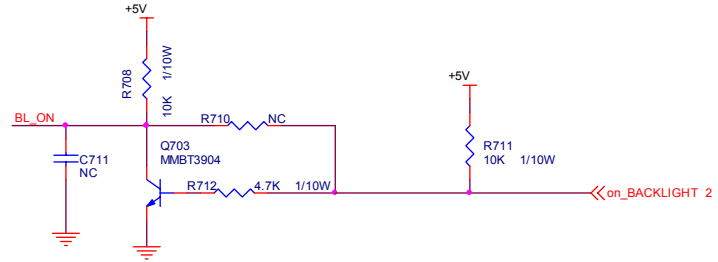 +5V
R708
10K 1/10W
+5V
BL_ON
R710 NC
C711
NC
Q703
MMBT3904
R711
10K 1/10W
R712 4.7K 1/10W
on_BACKLIGHT 2